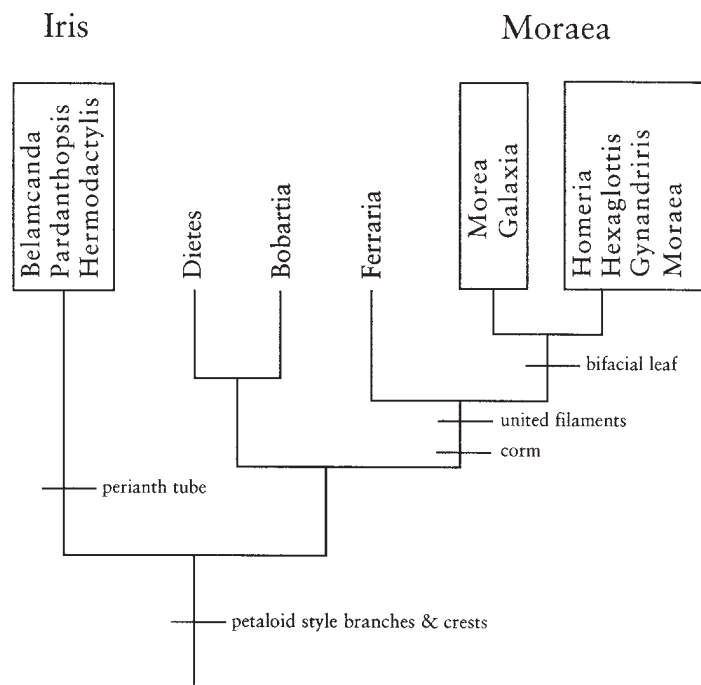 Iris
Moraea
Belamcanda
Pardanthopsis
Hermodactylis
Dietes
Bobartia
Ferraria
Morea
Galaxia
Homeria
Hexaglottis
Gynandriris
Moraea
bifacial leaf
united filaments
corm
perianth tube
petaloid style branches & crests